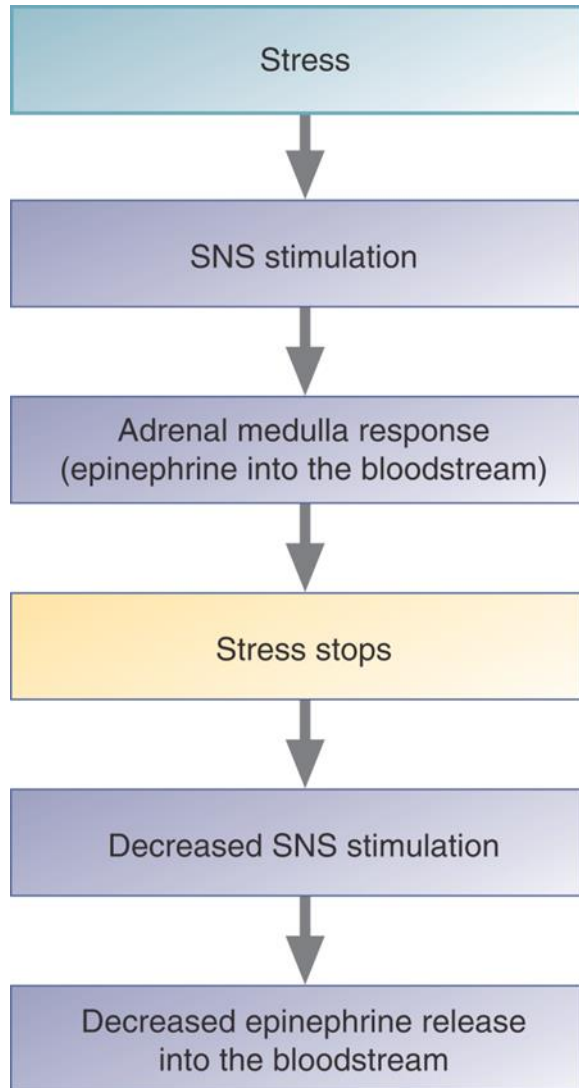 Stress
SNS stimulation
Adrenal medulla response
(epinephrine into the bloodstream)
Stress stops
Decreased SNS stimulation
Decreased epinephrine release
into the bloodstream